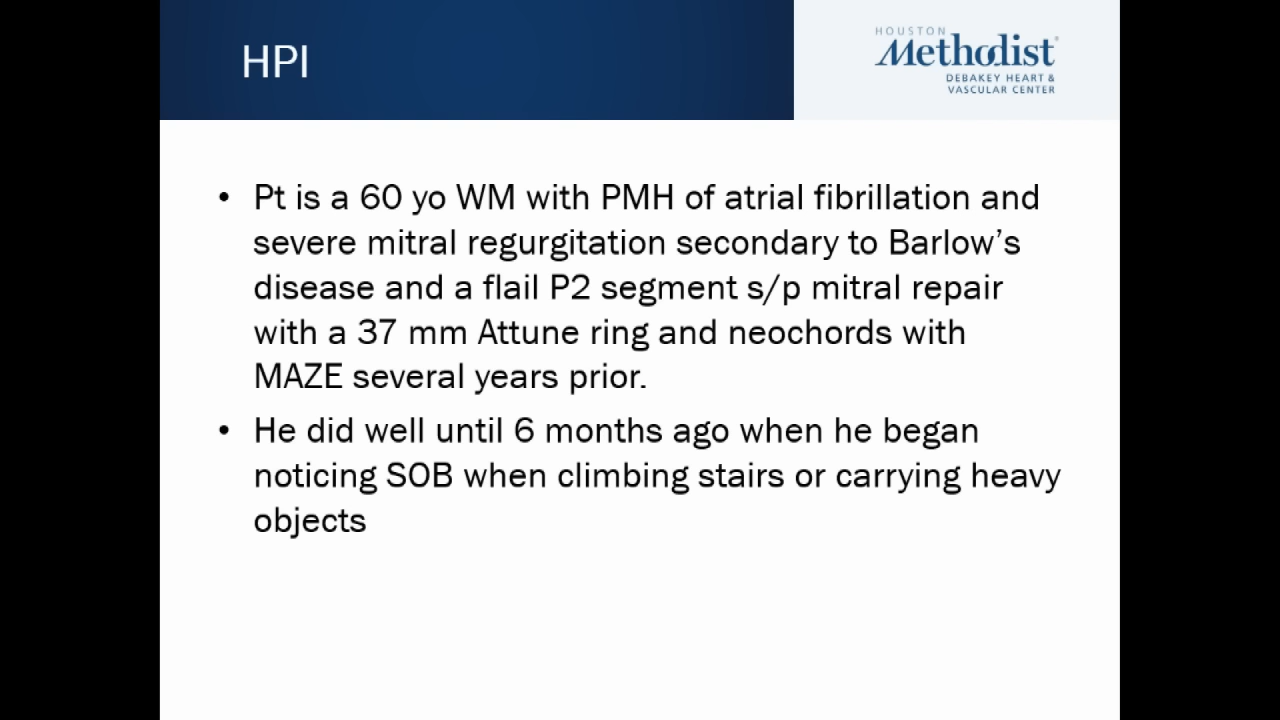 HPI
HOUSTON
Methodist
DEBAKEY HEART &
VASCULAR CENTER
• Pt is a 60 yo WM with PMH of atrial fibrillation and
severe mitral regurgitation secondary to Barlow’s
disease and a flail P2 segment s/p mitral repair
with a 37 mm Attune ring and neochords with
MAZE several years prior.
• He did well until 6 months ago when he began
noticing SOB when climbing stairs or carrying heavy
objects